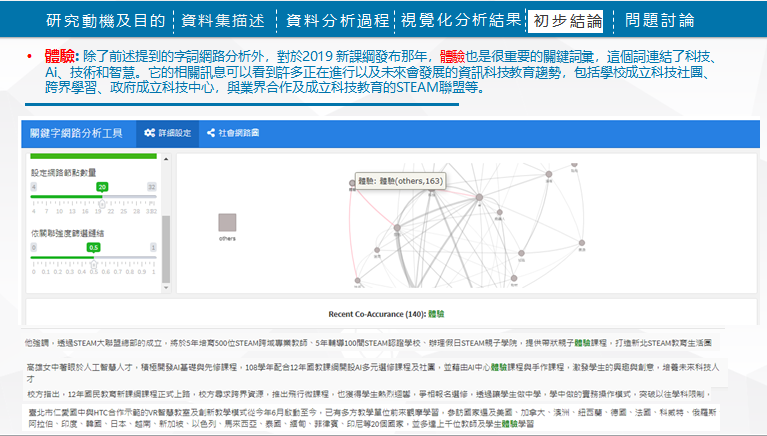 研究動機及目的 資料集描述 資料分析過程 視覺化分析結果 初步結論 問題討論
• 體驗: 除了前述提到的字詞網路分析外，對於2019 新課綱發布那年，體驗也是很重要的關鍵詞彙，這個詞連結了科技、
Ai、技術和智慧。它的相關訊息可以看到許多正在進行以及未來會發展的資訊科技教育趨勢，包括學校成立科技社團、
跨界學習、政府成立科技中心，與業界合作及成立科技教育的STEAM聯盟等。
關鍵字網路分析工具 詳細設定 社會網路圖
設定網路節點數量
4 20 32
4 7 10 13 16 19 22 25 28 32
依關聯強度篩選鏈結
0 0.5 1
0 0.1 0.2 0.3 0.4 0.5 0.6 0.7 0.8 0.9 1
others
體驗: 體驗(others,163)
Recent Co-Accurance (140): 體驗
他強調，透過STEAM大聯盟總部的成立，將於5年培育500位STEAM跨域專業教師、5年輔導100間STEAM認證學校、辦理假日STEAM親子學院，提供帶狀親子體驗課程，打造新北STEAM教育生活圈
高雄女中著眼於人工智慧人才，積極開發AI基礎與先修課程，108學年配合12年國教課綱開設AI多元選修課程及社團，並藉由AI中心體驗課程與手作課程，激發學生的興趣與創意，培養未來科技人
才
校方指出，12年國民教育新課綱課程正式上路，校方尋求跨界資源，推出飛行微課程，也獲得學生熱烈迴響，爭相報名選修，透過讓學生做中學，學中做的實務操作模式，突破以往學科限制，
臺北市仁愛國中與HTC合作示範的VR智慧教室及創新教學模式從今年6月啟動至今，已有多方教學單位前來觀摩學習，參訪國家遍及美國、加拿大、澳洲、紐西蘭、德國、法國、科威特、俄羅斯
阿拉伯、印度、韓國、日本、越南、新加坡、以色列、馬來西亞、泰國、緬甸、菲律賓、印尼等20個國家，並多達上千位教師及學生體驗學習